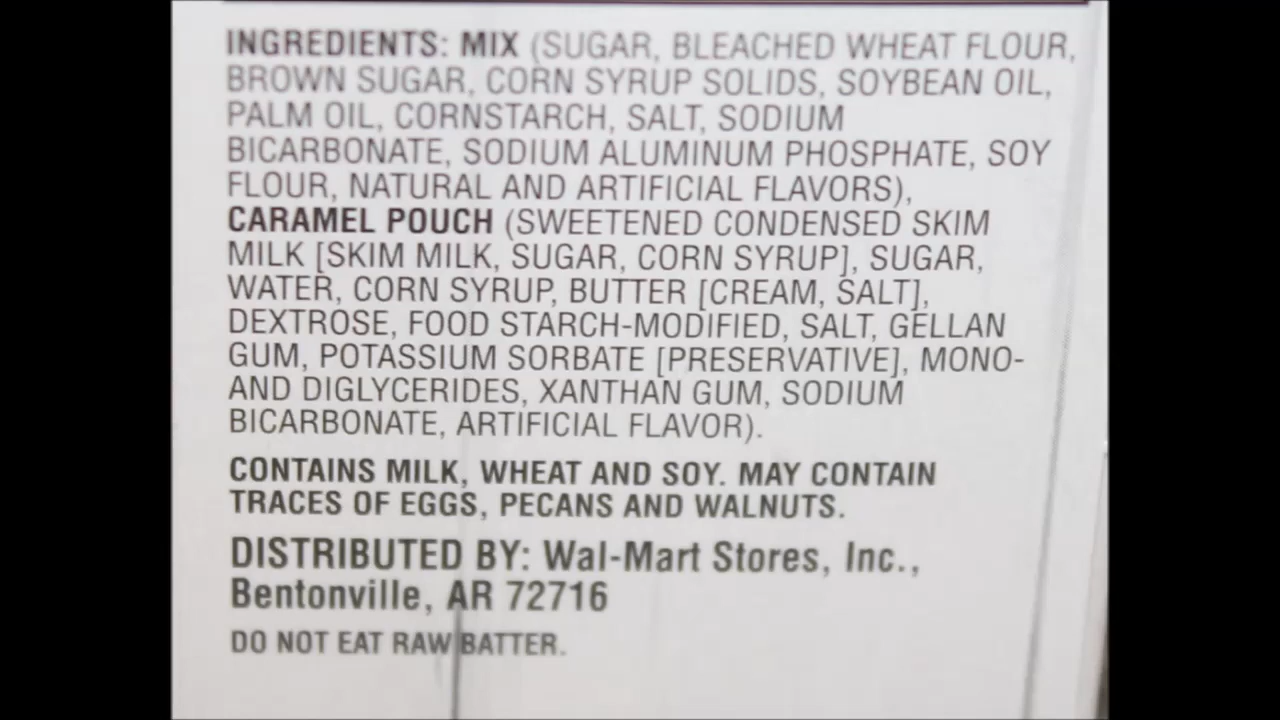 INGREDIENTS: MIX (SUGAR, BLEACHED WHEAT FLOUR,
BROWN SUGAR, CORN SYRUP SOLIDS, SOYBEAN OIL,
PALM OIL, CORNSTARCH, SALT, SODIUM
BICARBONATE, SODIUM ALUMINUM PHOSPHATE, SOY
FLOUR, NATURAL AND ARTIFICIAL FLAVORS),
CARAMEL POUCH (SWEETENED CONDENSED SKIM
MILK [SKIM MILK, SUGAR, CORN SYRUP], SUGAR,
WATER, CORN SYRUP, BUTTER [CREAM, SALT],
DEXTROSE, FOOD STARCH-MODIFIED, SALT, GELLAN
GUM, POTASSIUM SORBATE [PRESERVATIVE], MONO-
AND DIGLYCERIDES, XANTHAN GUM, SODIUM
BICARBONATE, ARTIFICIAL FLAVOR).
CONTAINS MILK, WHEAT AND SOY. MAY CONTAIN
TRACES OF EGGS, PECANS AND WALNUTS.
DISTRIBUTED BY: Wal-Mart Stores, Inc.,
Bentonville, AR 72716
DO NOT EAT RAW BATTER.